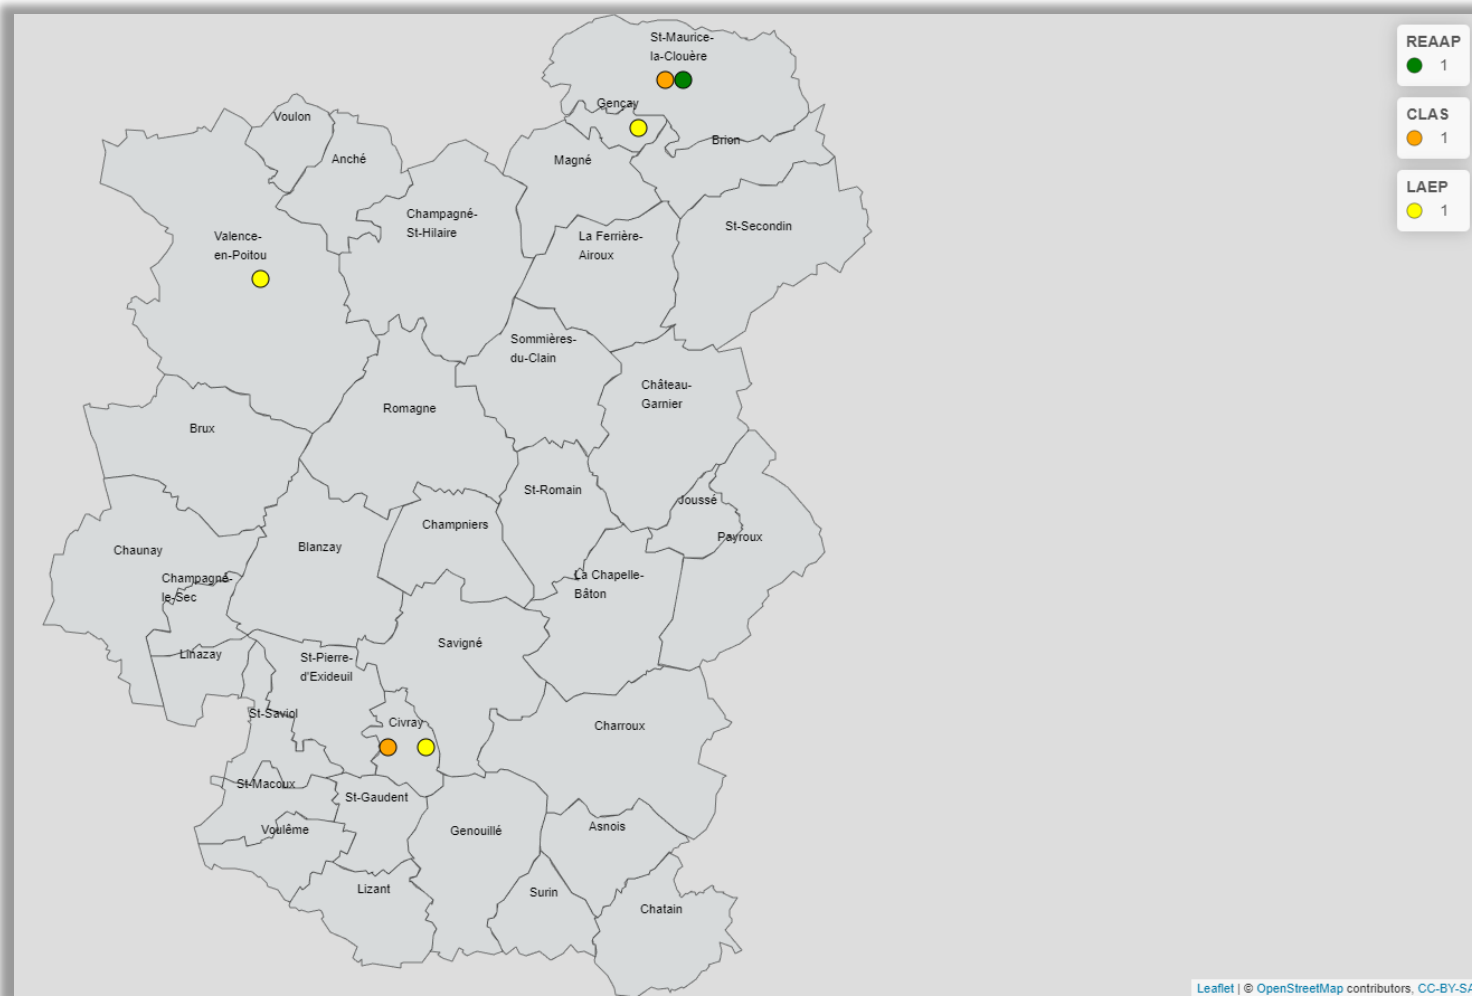 St-Maurice-
la-Clouère
REAAP
1
Gençay
CLAS
1
Voulon
Brion
Anché
Magné
LAEP
1
Champagné-
St-Hilaire
St-Secondin
Valence-
en-Poitou
La Ferrière-
Airoux
Sommières-
du-Clain
Château-
Garnier
Romagne
Brux
St-Romain
Joussé
Champniers
Payroux
Chaunay
Blanzay
Champagné-
le-Sec
La Chapelle-
Bâton
Savigné
Linazay
St-Pierre-
d'Exideuil
St-Saviol
Civray
Charroux
St-Macoux
St-Gaudent
Voulême
Genouillé
Asnois
Lizant
Surin
Chatain
Leaflet | © OpenStreetMap contributors, CC-BY-SA